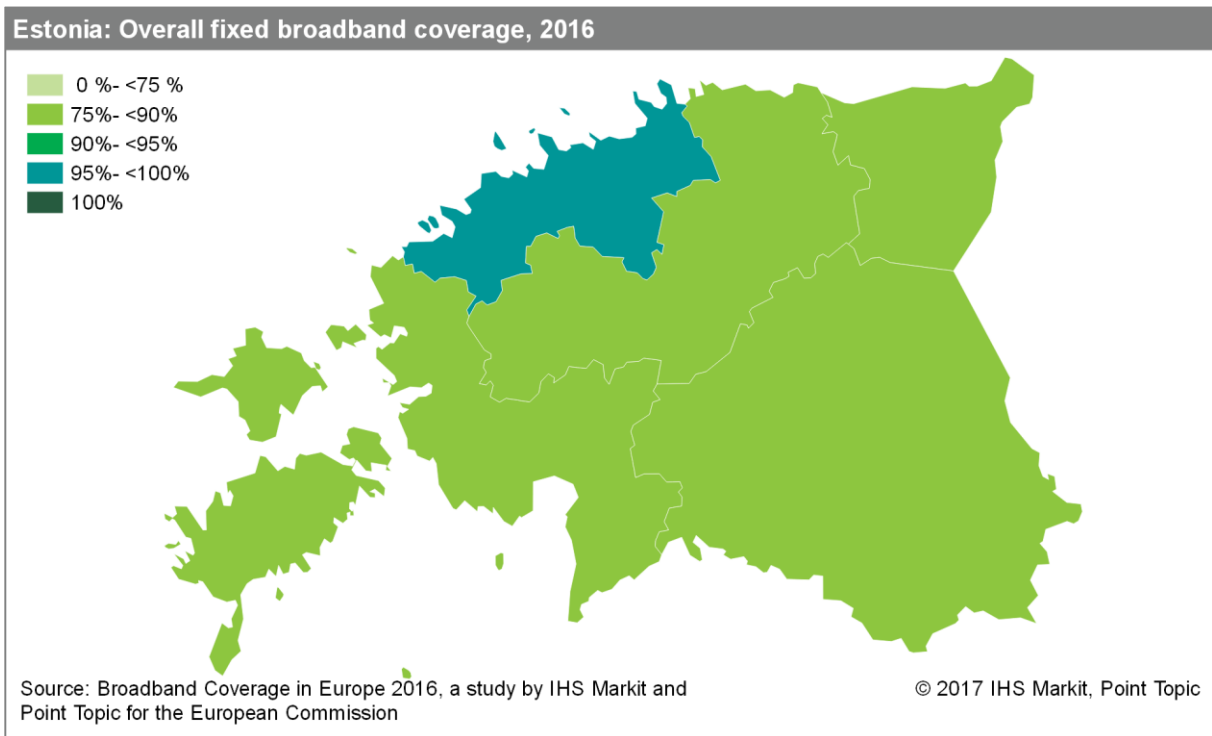 Estonia: Overall fixed broadband coverage, 2016
0 %- <75 %
75%- <90%
90%- <95%
95%- <100%
100%
Source: Broadband Coverage in Europe 2016, a study by IHS Markit and
Point Topic for the European Commission
© 2017 IHS Markit, Point Topic